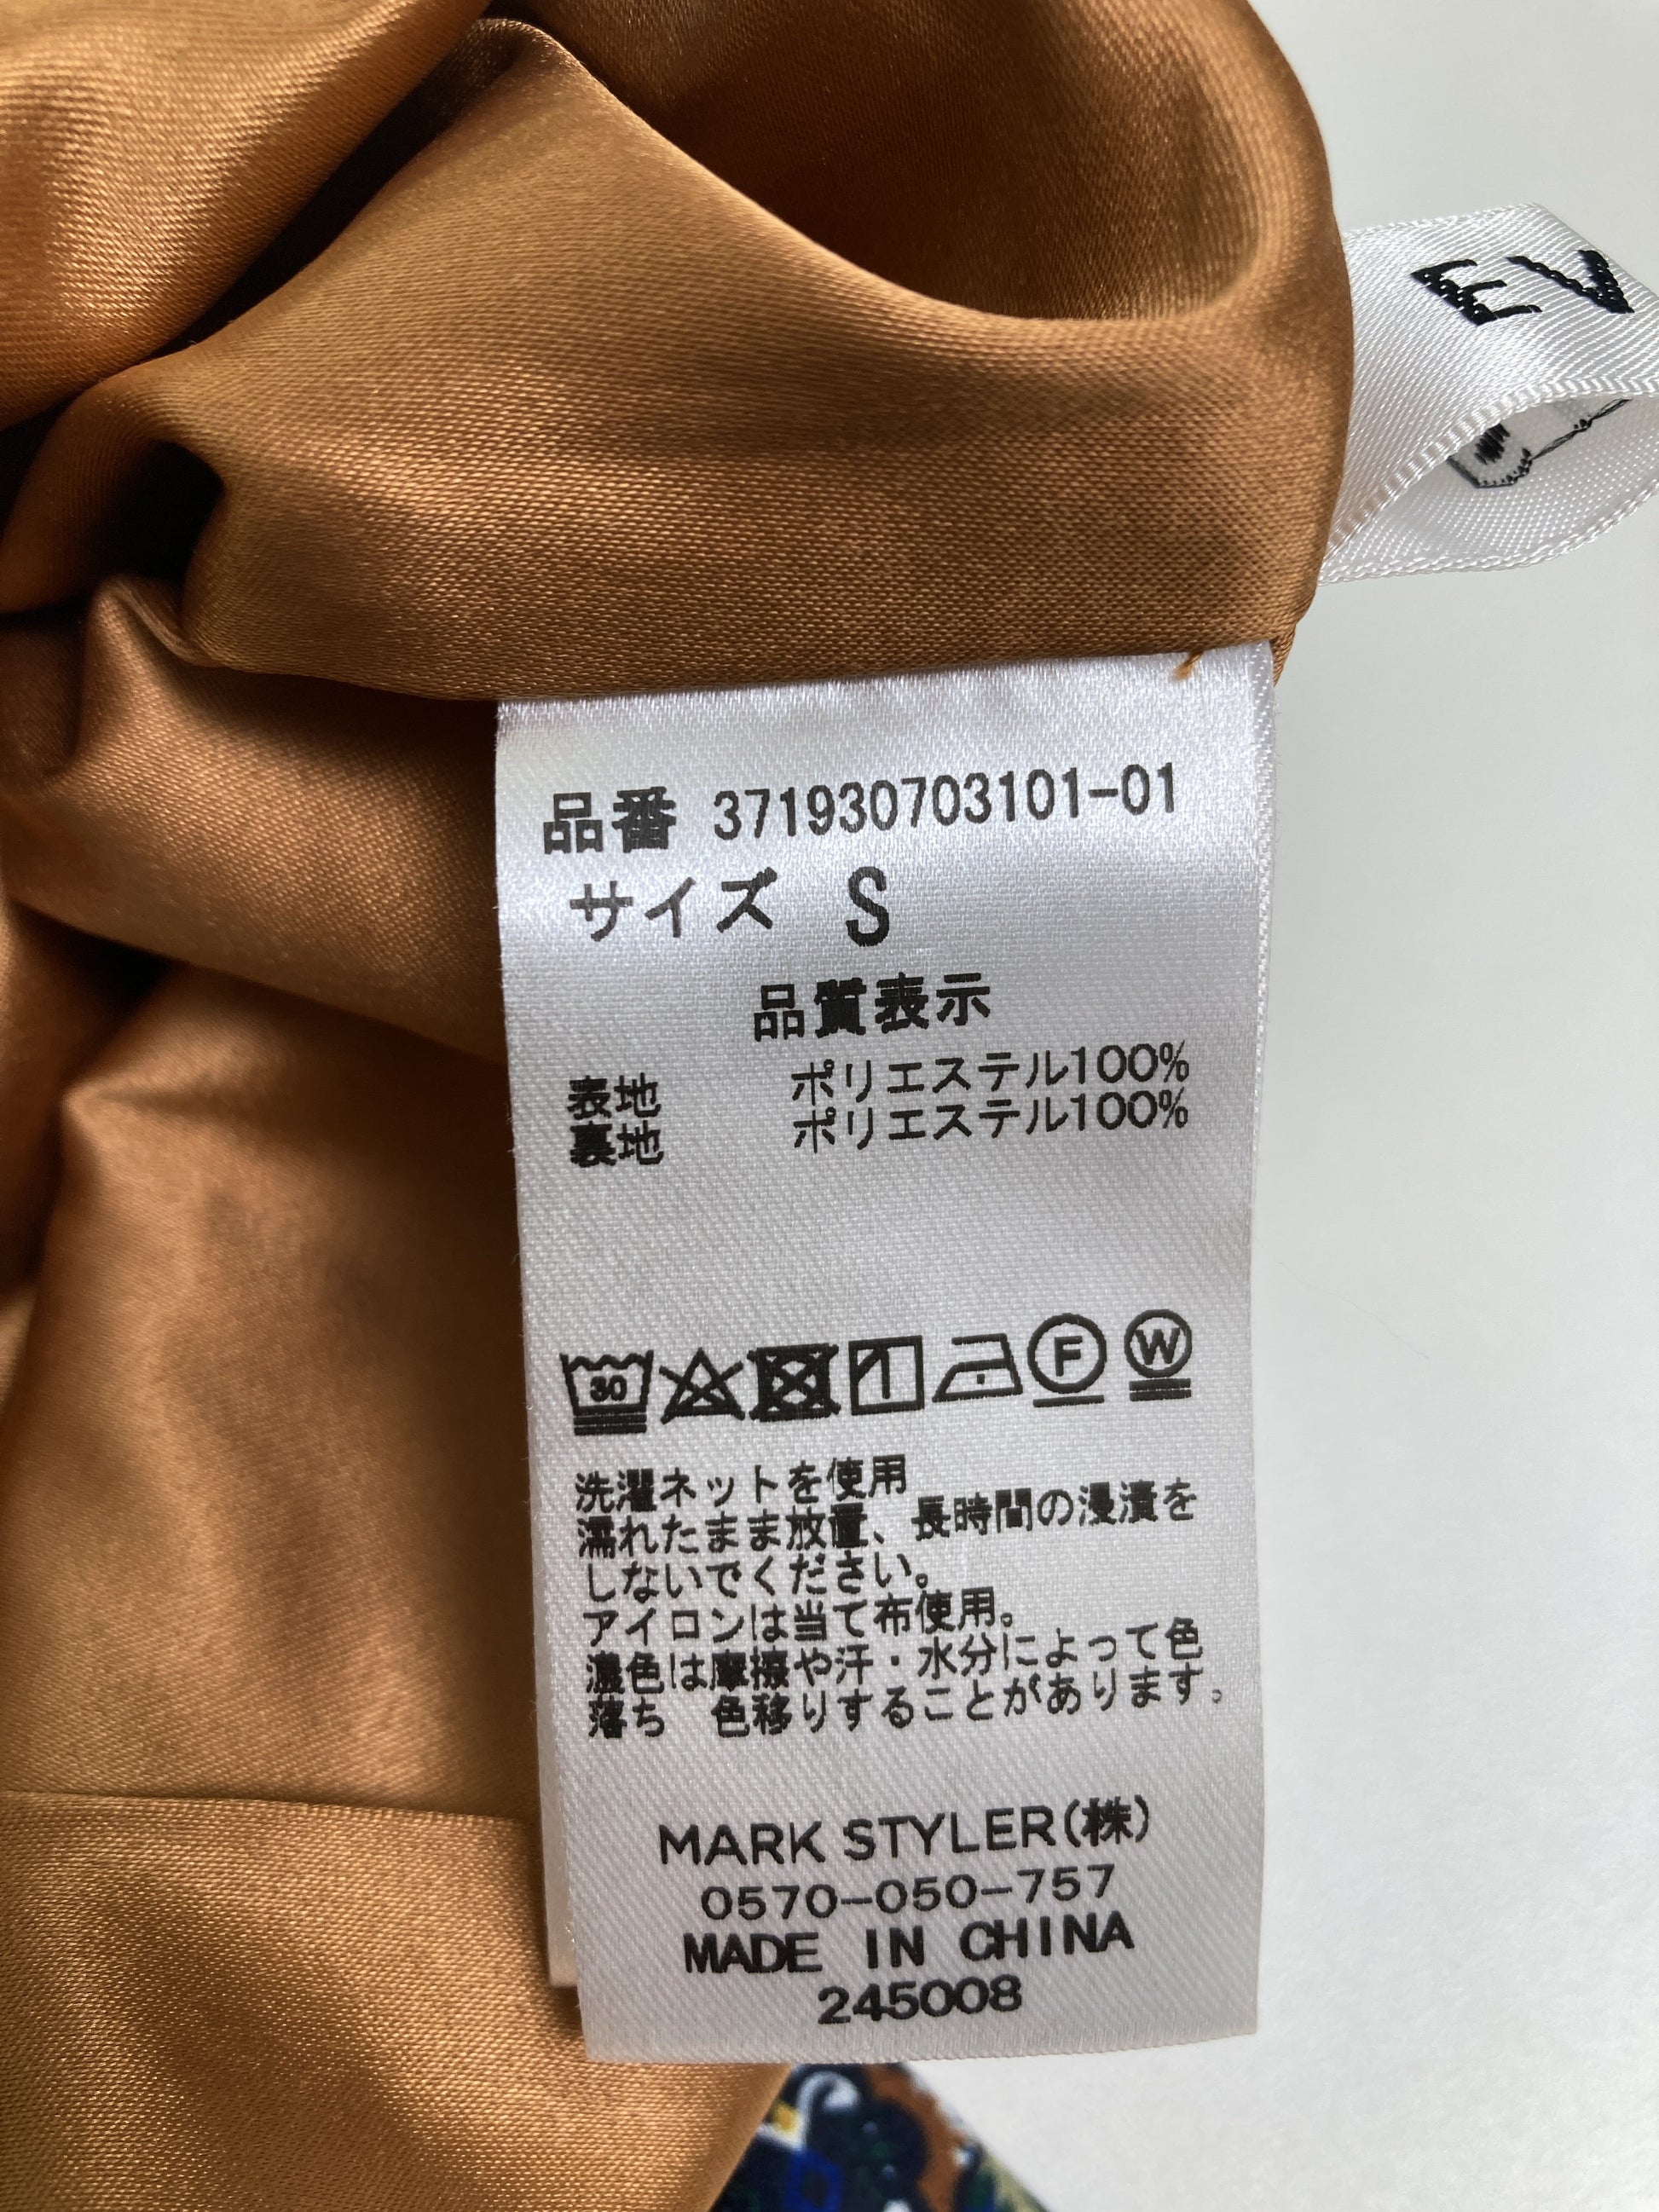 品番 371930703101-01
サイズ S
品質表示
表地 ポリエステル100%
裏地 ポリエステル100%
30
F
W
洗濯ネットを使用
濡れたまま放置、長時間の浸漬を
しないでください。
アイロンは当て布使用。
濃色は摩擦や汗・水分によって色
落ち 色移りすることがあります。
MARK STYLER(株)
0570-050-757
MADE IN CHINA
245008